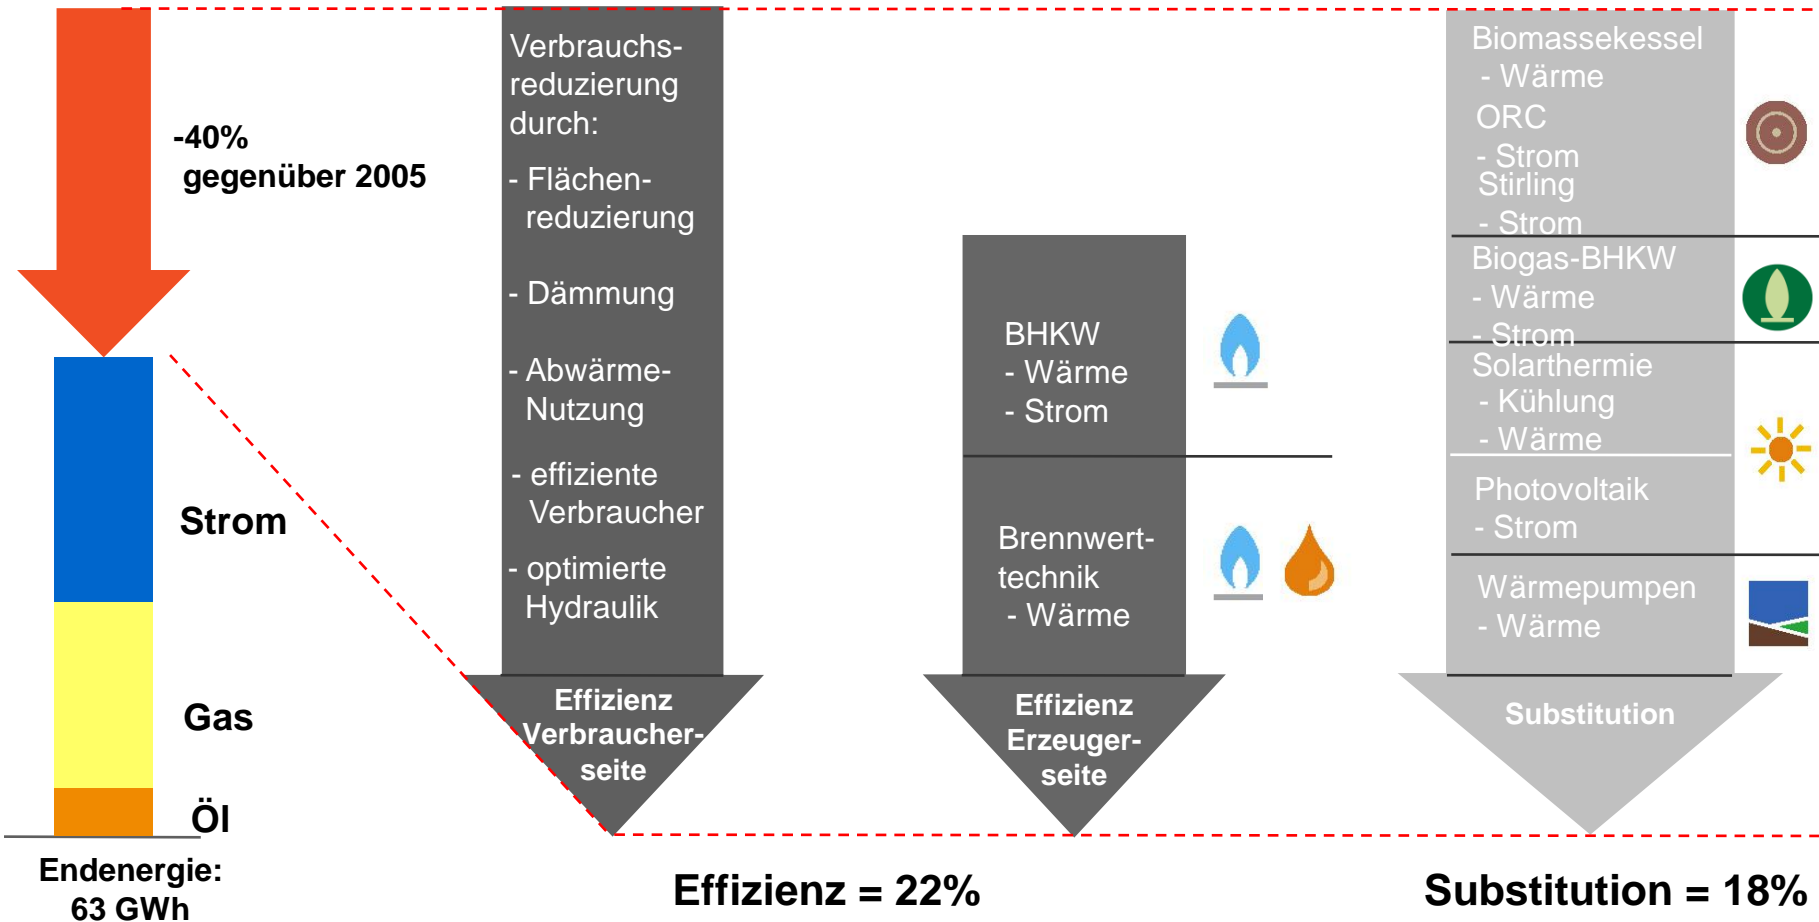 -40%
gegenüber 2005
Strom
Gas
Öl
Endenergie:
63 GWh
Verbrauchs-
reduzierung
durch:
- Flächen-
reduzierung
- Dämmung
- Abwärme-
Nutzung
- effiziente
Verbraucher
- optimierte
Hydraulik
Effizienz
Verbraucher-
seite
BHKW
- Wärme
- Strom
Brennwert-
technik
- Wärme
Effizienz
Erzeuger-
seite
Effizienz = 22%
Biomassekessel
- Wärme
ORC
- Strom
Stirling
- Strom
Biogas-BHKW
- Wärme
- Strom
Solarthermie
- Kühlung
- Wärme
Photovoltaik
- Strom
Wärmepumpen
- Wärme
Substitution
Substitution = 18%